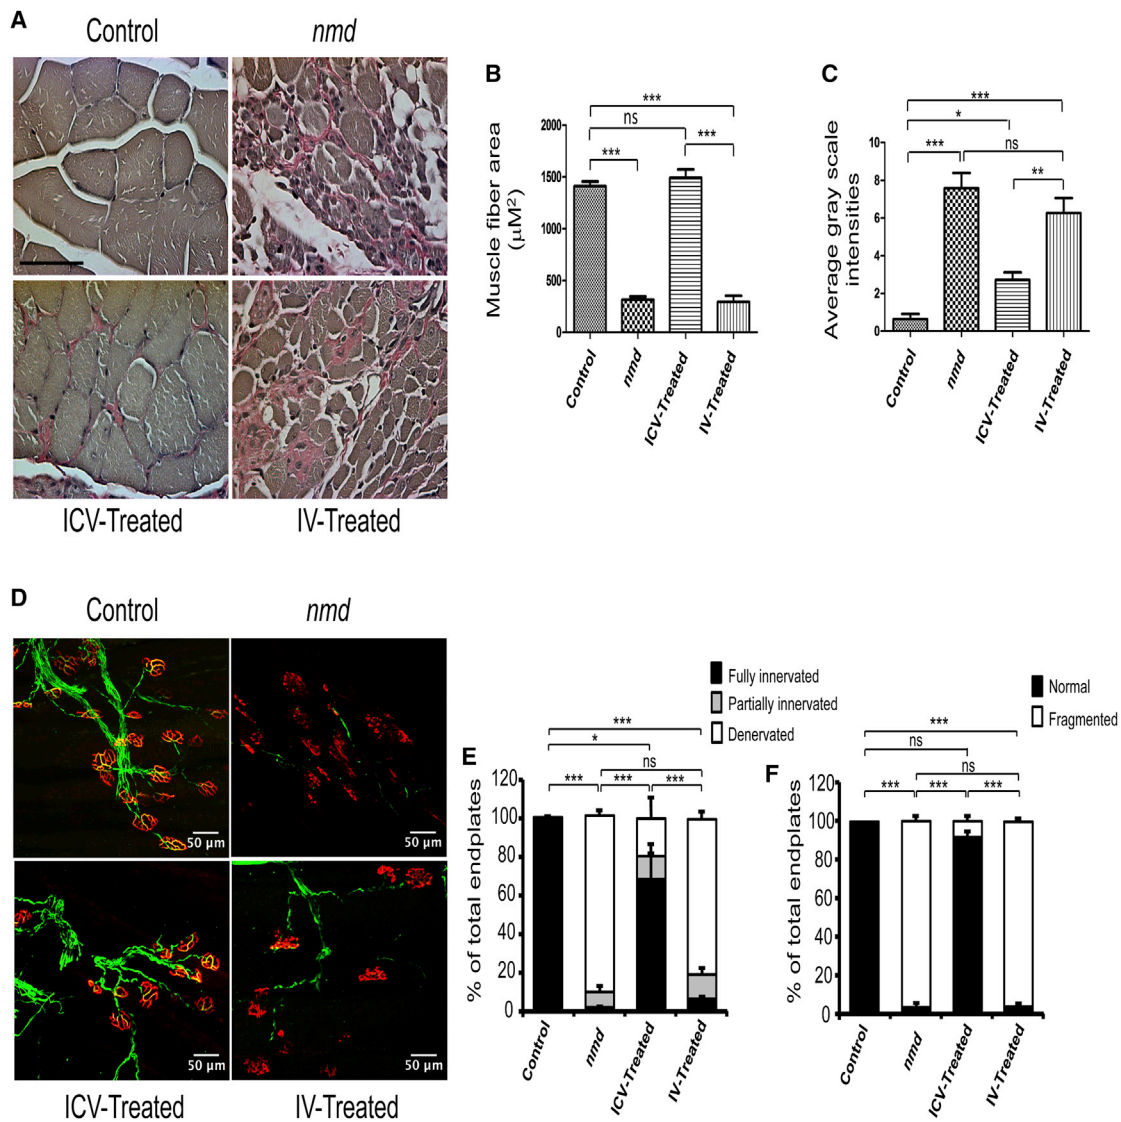 A
Control
nmd
ICV-Treated
IV-Treated
B
Muscle fiber area
(µM²)
2000
1500
1000
500
0
***
ns
***
***
Control
nmd
ICV-Treated
IV-Treated
C
Average gray scale
intensities
10
8
6
4
2
0
***
*
***
ns
**
Control
nmd
ICV-Treated
IV-Treated
D
Control
nmd
50 µm
50 µm
50 µm
50 µm
ICV-Treated
IV-Treated
E
Fully innervated
Partially innervated
Denervated
***
*
ns
***
***
***
% of total endplates
120
100
80
60
40
20
0
Control
nmd
ICV-Treated
IV-Treated
F
Normal
Fragmented
***
ns
ns
***
***
***
% of total endplates
120
100
80
60
40
20
0
Control
nmd
ICV-Treated
IV-Treated